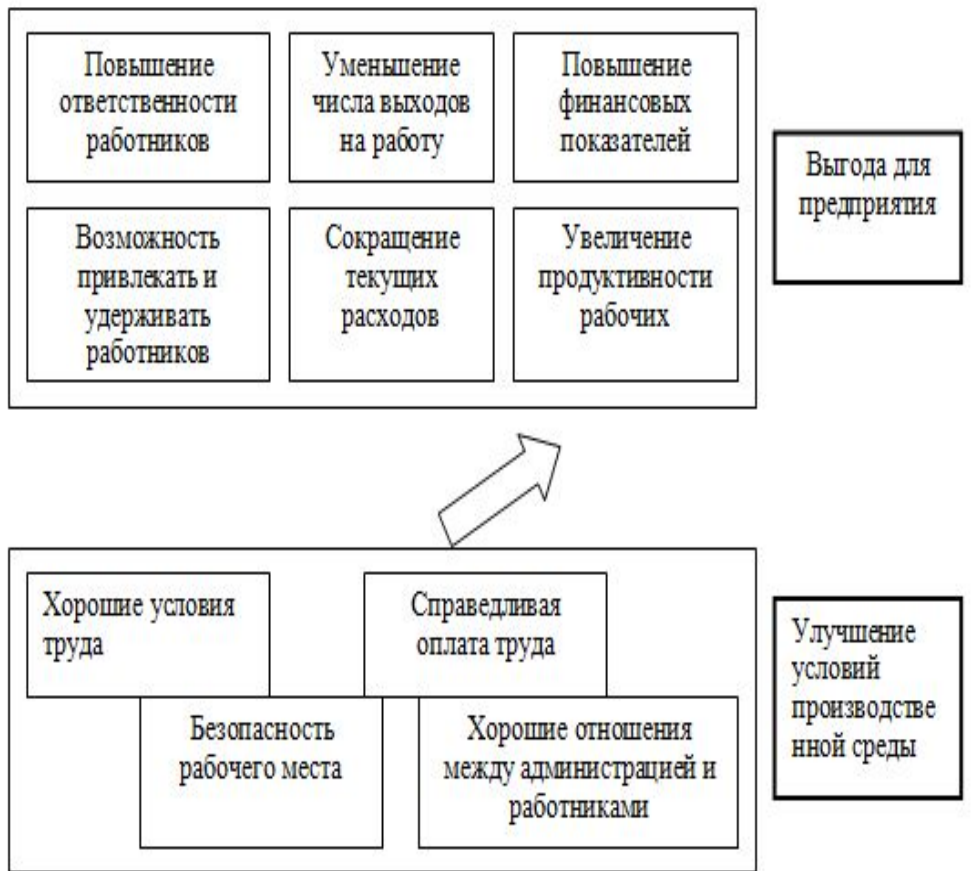 Повышение
ответственности
работников
Уменьшение
числа выходов
на работу
Повышение
финансовых
показателей
Возможность
привлекать и
удерживать
работников
Сокращение
текущих
расходов
Увеличение
продуктивности
рабочих
Выгода для
предприятия
Хорошие условия
труда
Справедливая
оплата труда
Безопасность
рабочего места
Хорошие отношения
между администрацией и
работниками
Улучшение
условий
производстве
нной среды